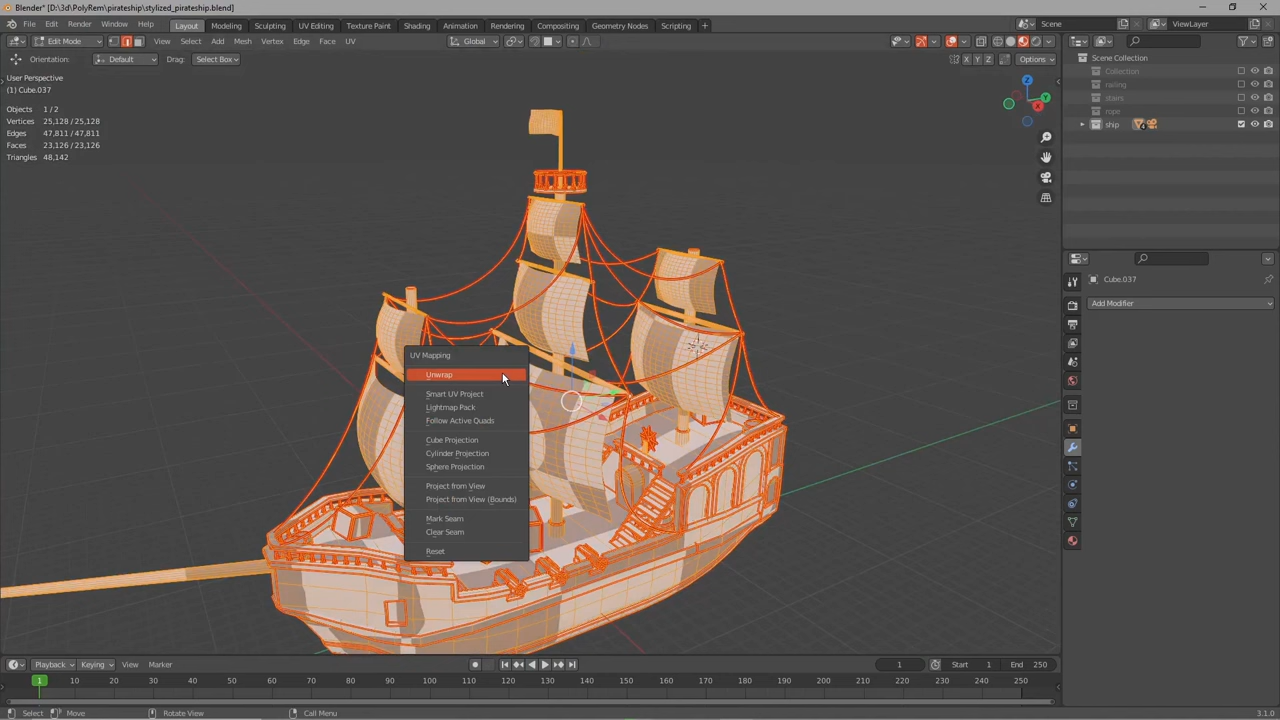 Blender* [D:\3d\PolyRem\pirateship\stylized_pirateship.blend]
File Edit Render Window Help Layout Modeling Sculpting UV Editing Texture Paint Shading Animation Rendering Compositing Geometry Nodes Scripting + Scene ViewLayer
Edit Mode View Select Add Mesh Vertex Edge Face UV Global
Orientation: Default Drag: Select Box X Y Z Options
User Perspective
(1) Cube.037
Objects 1 / 2
Vertices 25,128 / 25,128
Edges 47,811 / 47,811
Faces 23,126 / 23,126
Triangles 48,142
Z
Y
X
Scene Collection
Collection
railing
stairs
rope
ship 4
Cube.037
Add Modifier
UV Mapping
Unwrap
Smart UV Project
Lightmap Pack
Follow Active Quads
Cube Projection
Cylinder Projection
Sphere Projection
Project from View
Project from View (Bounds)
Mark Seam
Clear Seam
Reset
Playback Keying View Marker 1 Start 1 End 250
1 10 20 30 40 50 60 70 80 90 100 110 120 130 140 150 160 170 180 190 200 210 220 230 240 250
Select Move Rotate View Call Menu 3.1.0